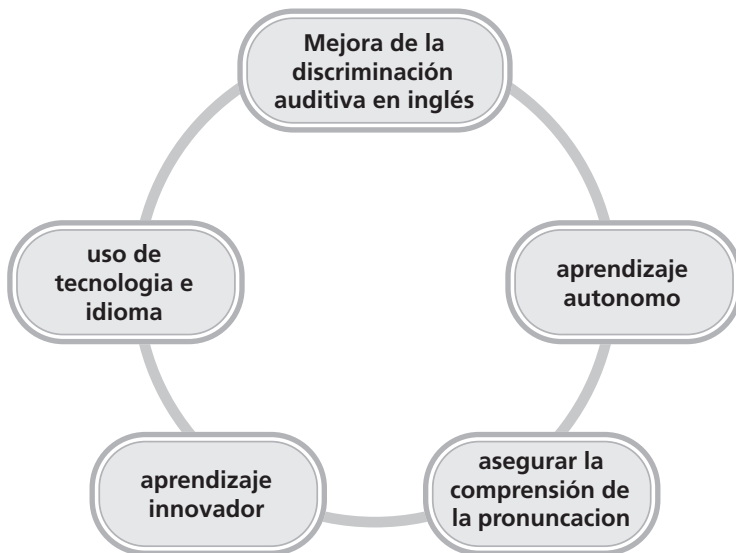 Mejora de la
discriminación
auditiva en inglés
aprendizaje
autonomo
asegurar la
comprensión de
la pronuncacion
aprendizaje
innovador
uso de
tecnologia e
idioma